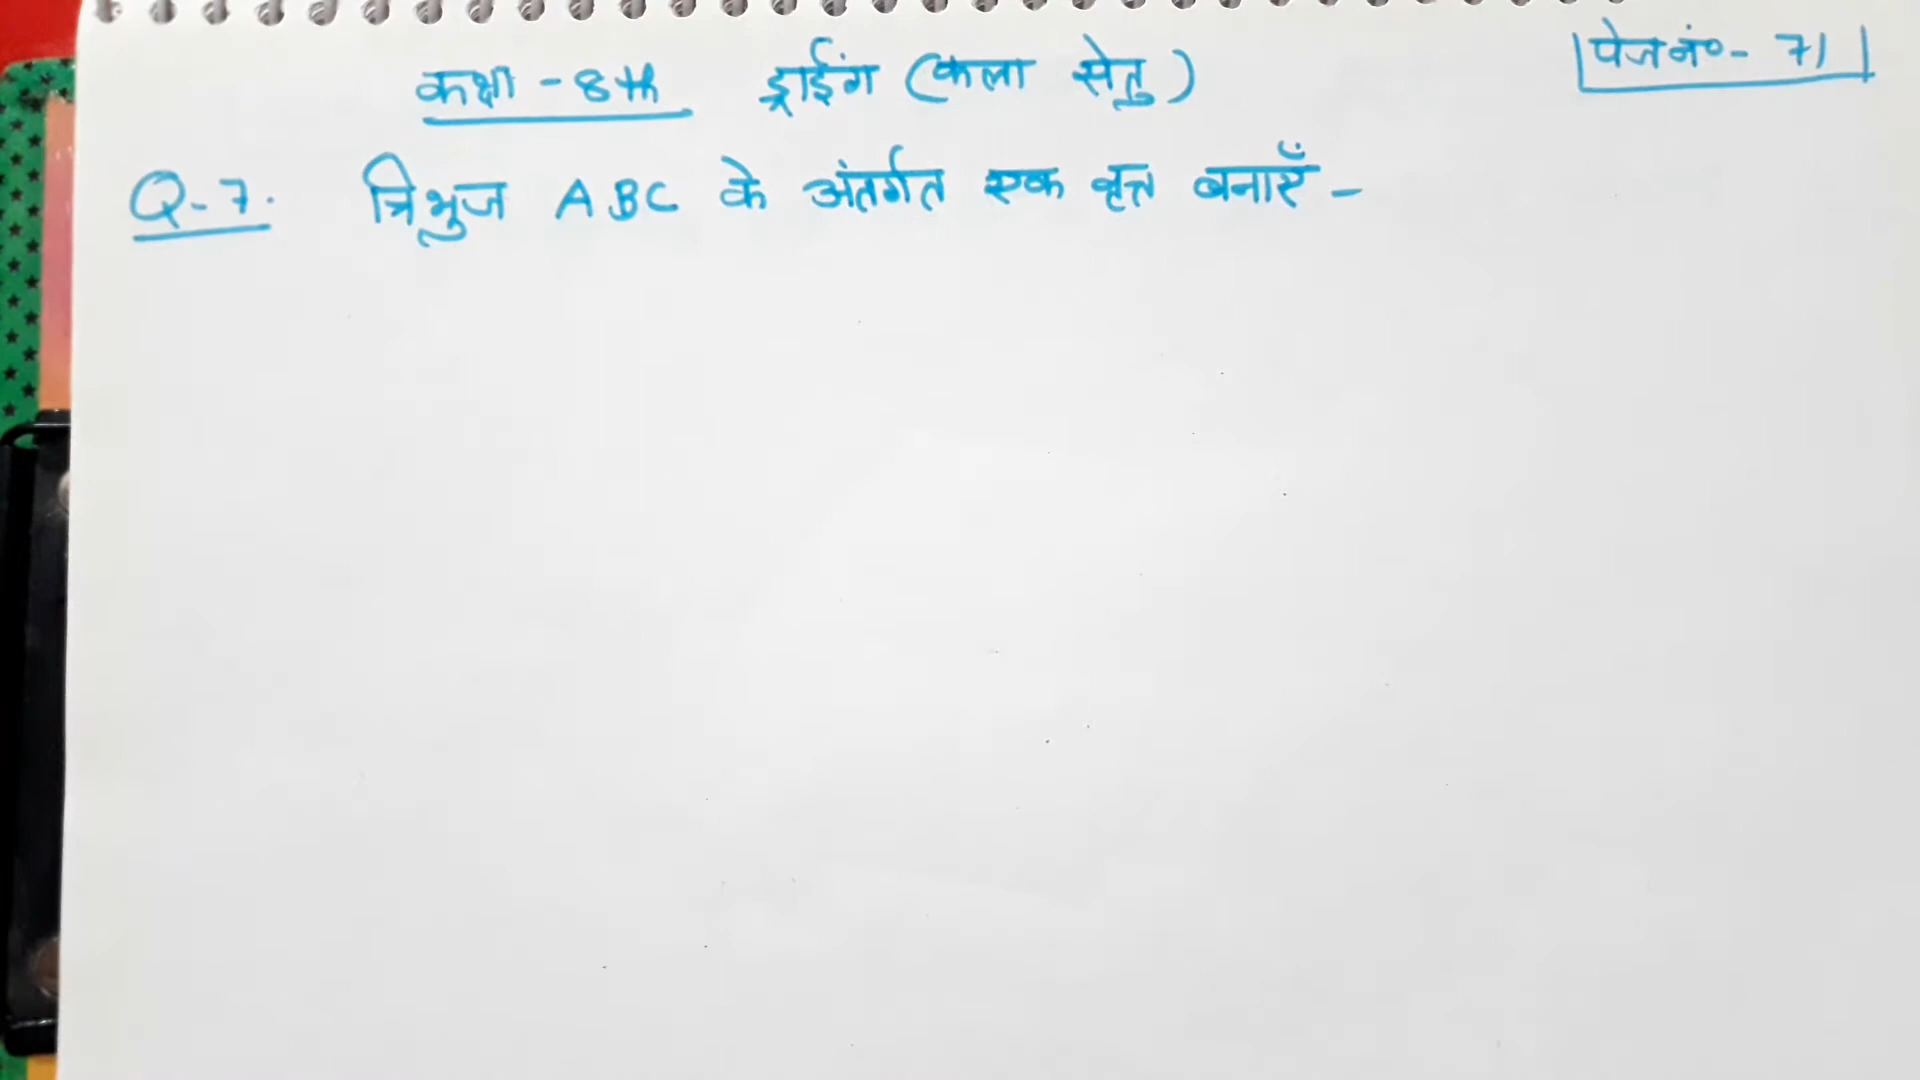 कक्षा - 8th ड्राईंग (कला सेतु) पेज नं० - 71
Q-7. त्रिभुज ABC के अंतर्गत एक वृत्त बनाएँ -